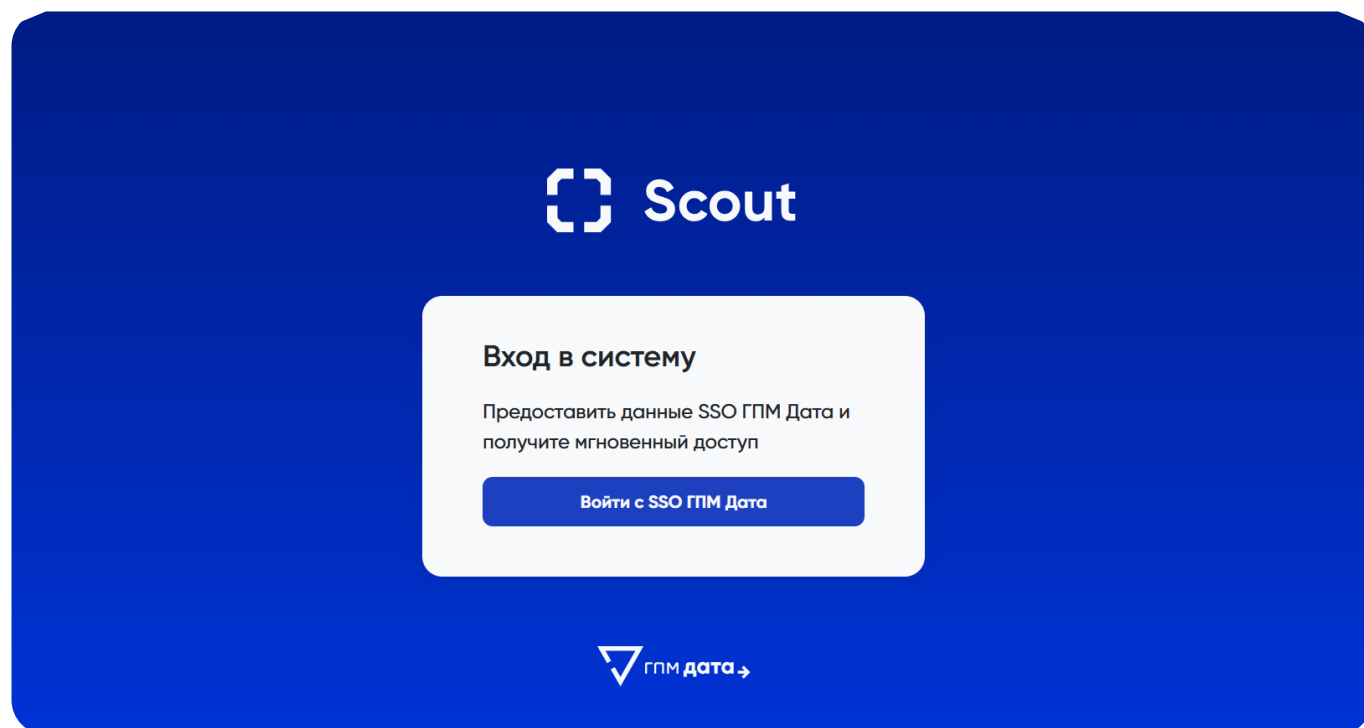 Scout
Вход в систему
Предоставить данные SSO ГПМ Дата и
получите мгновенный доступ
Войти с SSO ГПМ Дата
ГПМ дата